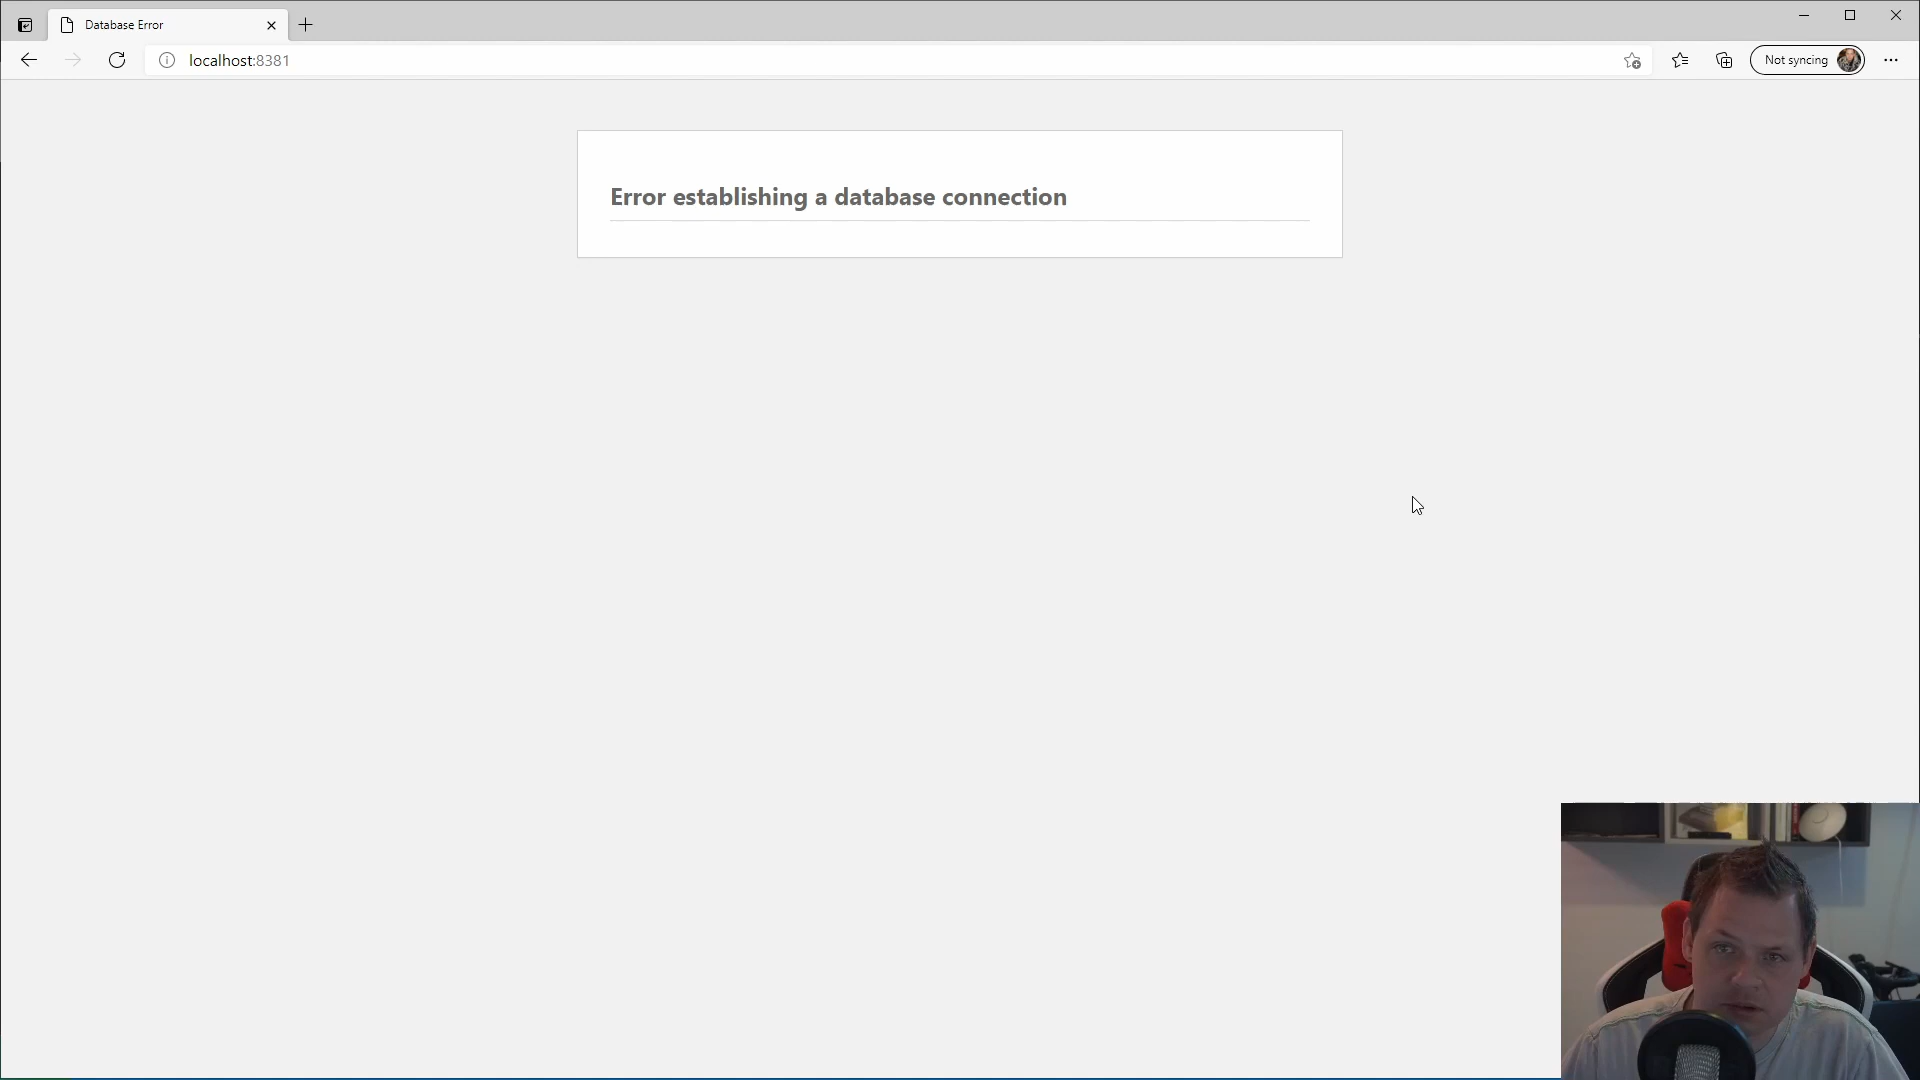 Database Error
localhost:8381
Not syncing
Error establishing a database connection